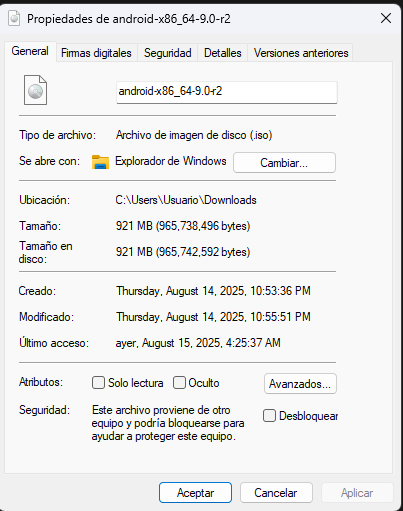 Propiedades de android-x86_64-9.0-r2
General Firmas digitales Seguridad Detalles Versiones anteriores
android-x86_64-9.0-r2
Tipo de archivo: Archivo de imagen de disco (.iso)
Se abre con: Explorador de Windows Cambiar...
Ubicación: C:\Users\Usuario\Downloads
Tamaño: 921 MB (965,738,496 bytes)
Tamaño en
disco: 921 MB (965,742,592 bytes)
Creado: Thursday, August 14, 2025, 10:53:36 PM
Modificado: Thursday, August 14, 2025, 10:55:51 PM
Último acceso: ayer, August 15, 2025, 4:25:37 AM
Atributos: Solo lectura Oculto Avanzados...
Seguridad: Este archivo proviene de otro
equipo y podría bloquearse para
ayudar a proteger este equipo.
Desbloquear
Aceptar Cancelar Aplicar